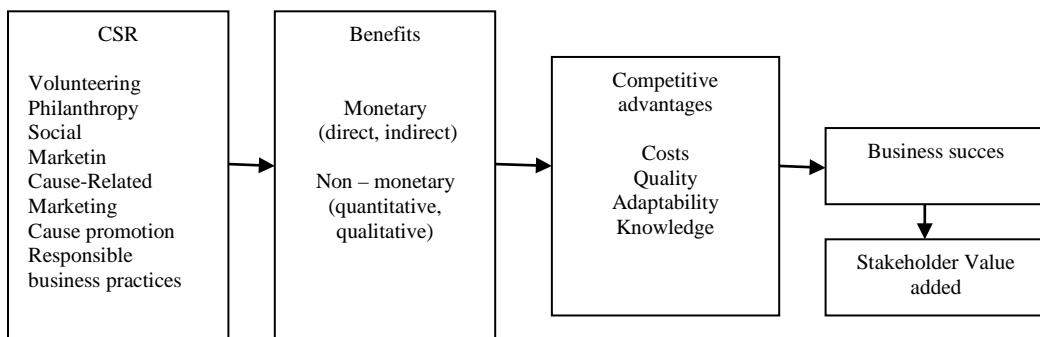 CSR
Volunteering
Philanthropy
Social
Marketin
Cause-Related
Marketing
Cause promotion
Responsible
business practices
Benefits
Monetary
(direct, indirect)
Non – monetary
(quantitative,
qualitative)
Competitive
advantages
Costs
Quality
Adaptability
Knowledge
Business succes
Stakeholder Value
added